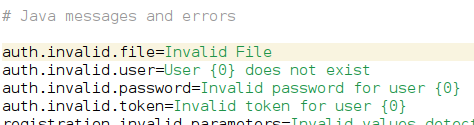 # Java messages and errors
auth.invalid.file=Invalid File
auth.invalid.user=User {0} does not exist
auth.invalid.password=Invalid password for user {0}
auth.invalid.token=Invalid token for user {0}
registration.invalid.parameters=Invalid values detect